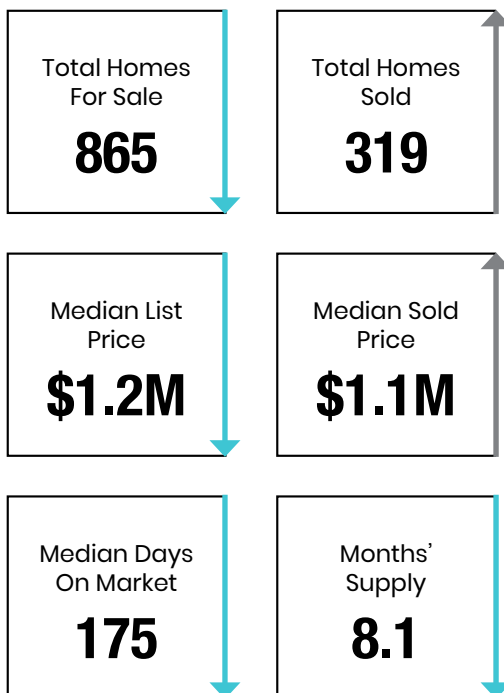 Total Homes
For Sale
865
Total Homes
Sold
319
Median List
Price
$1.2M
Median Sold
Price
$1.1M
Median Days
On Market
175
Months’
Supply
8.1